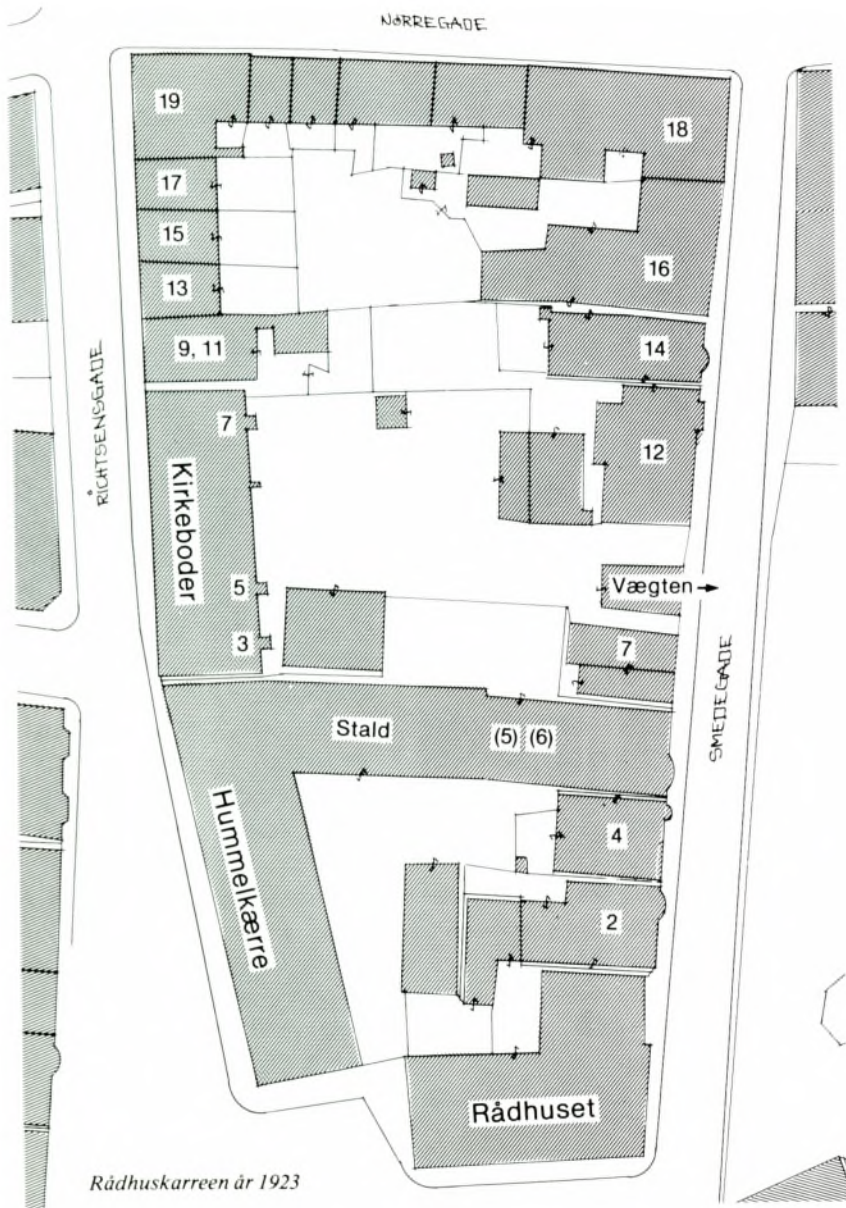 NØRREGADE
19
18
17
15
16
13
9, 11
14
7
12
RICHTSENSGADE
Kirkeboder
5
Vægten →
3
7
SMEDEGADE
Stald
(5) (6)
4
Hummelkærre
2
Rådhuset
Rådhuskarreen år 1923